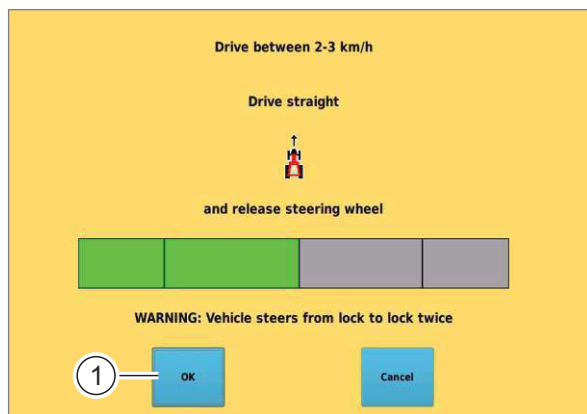 Drive between 2-3 km/h
Drive straight
and release steering wheel
WARNING: Vehicle steers from lock to lock twice
1
OK
Cancel